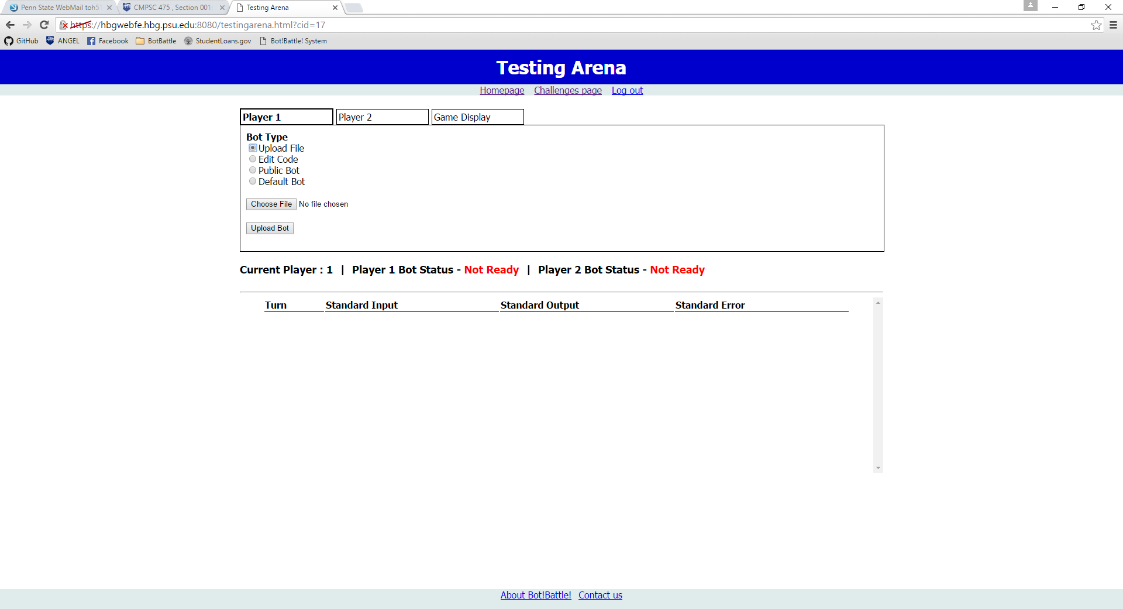 Penn State WebMail toh5 CMPSC 475 , Section 001 Testing Arena
https://hbgwebfe.hbg.psu.edu:8080/testingarena.html?cid=17
GitHub ANGEL Facebook BotBattle StudentLoans.gov Bot!Battle! System
Testing Arena
Homepage Challenges page Log out
Player 1 Player 2 Game Display
Bot Type
Upload File
Edit Code
Public Bot
Default Bot
Choose File No file chosen
Upload Bot
Current Player : 1 | Player 1 Bot Status - Not Ready | Player 2 Bot Status - Not Ready
Turn Standard Input Standard Output Standard Error
About Bot!Battle! Contact us